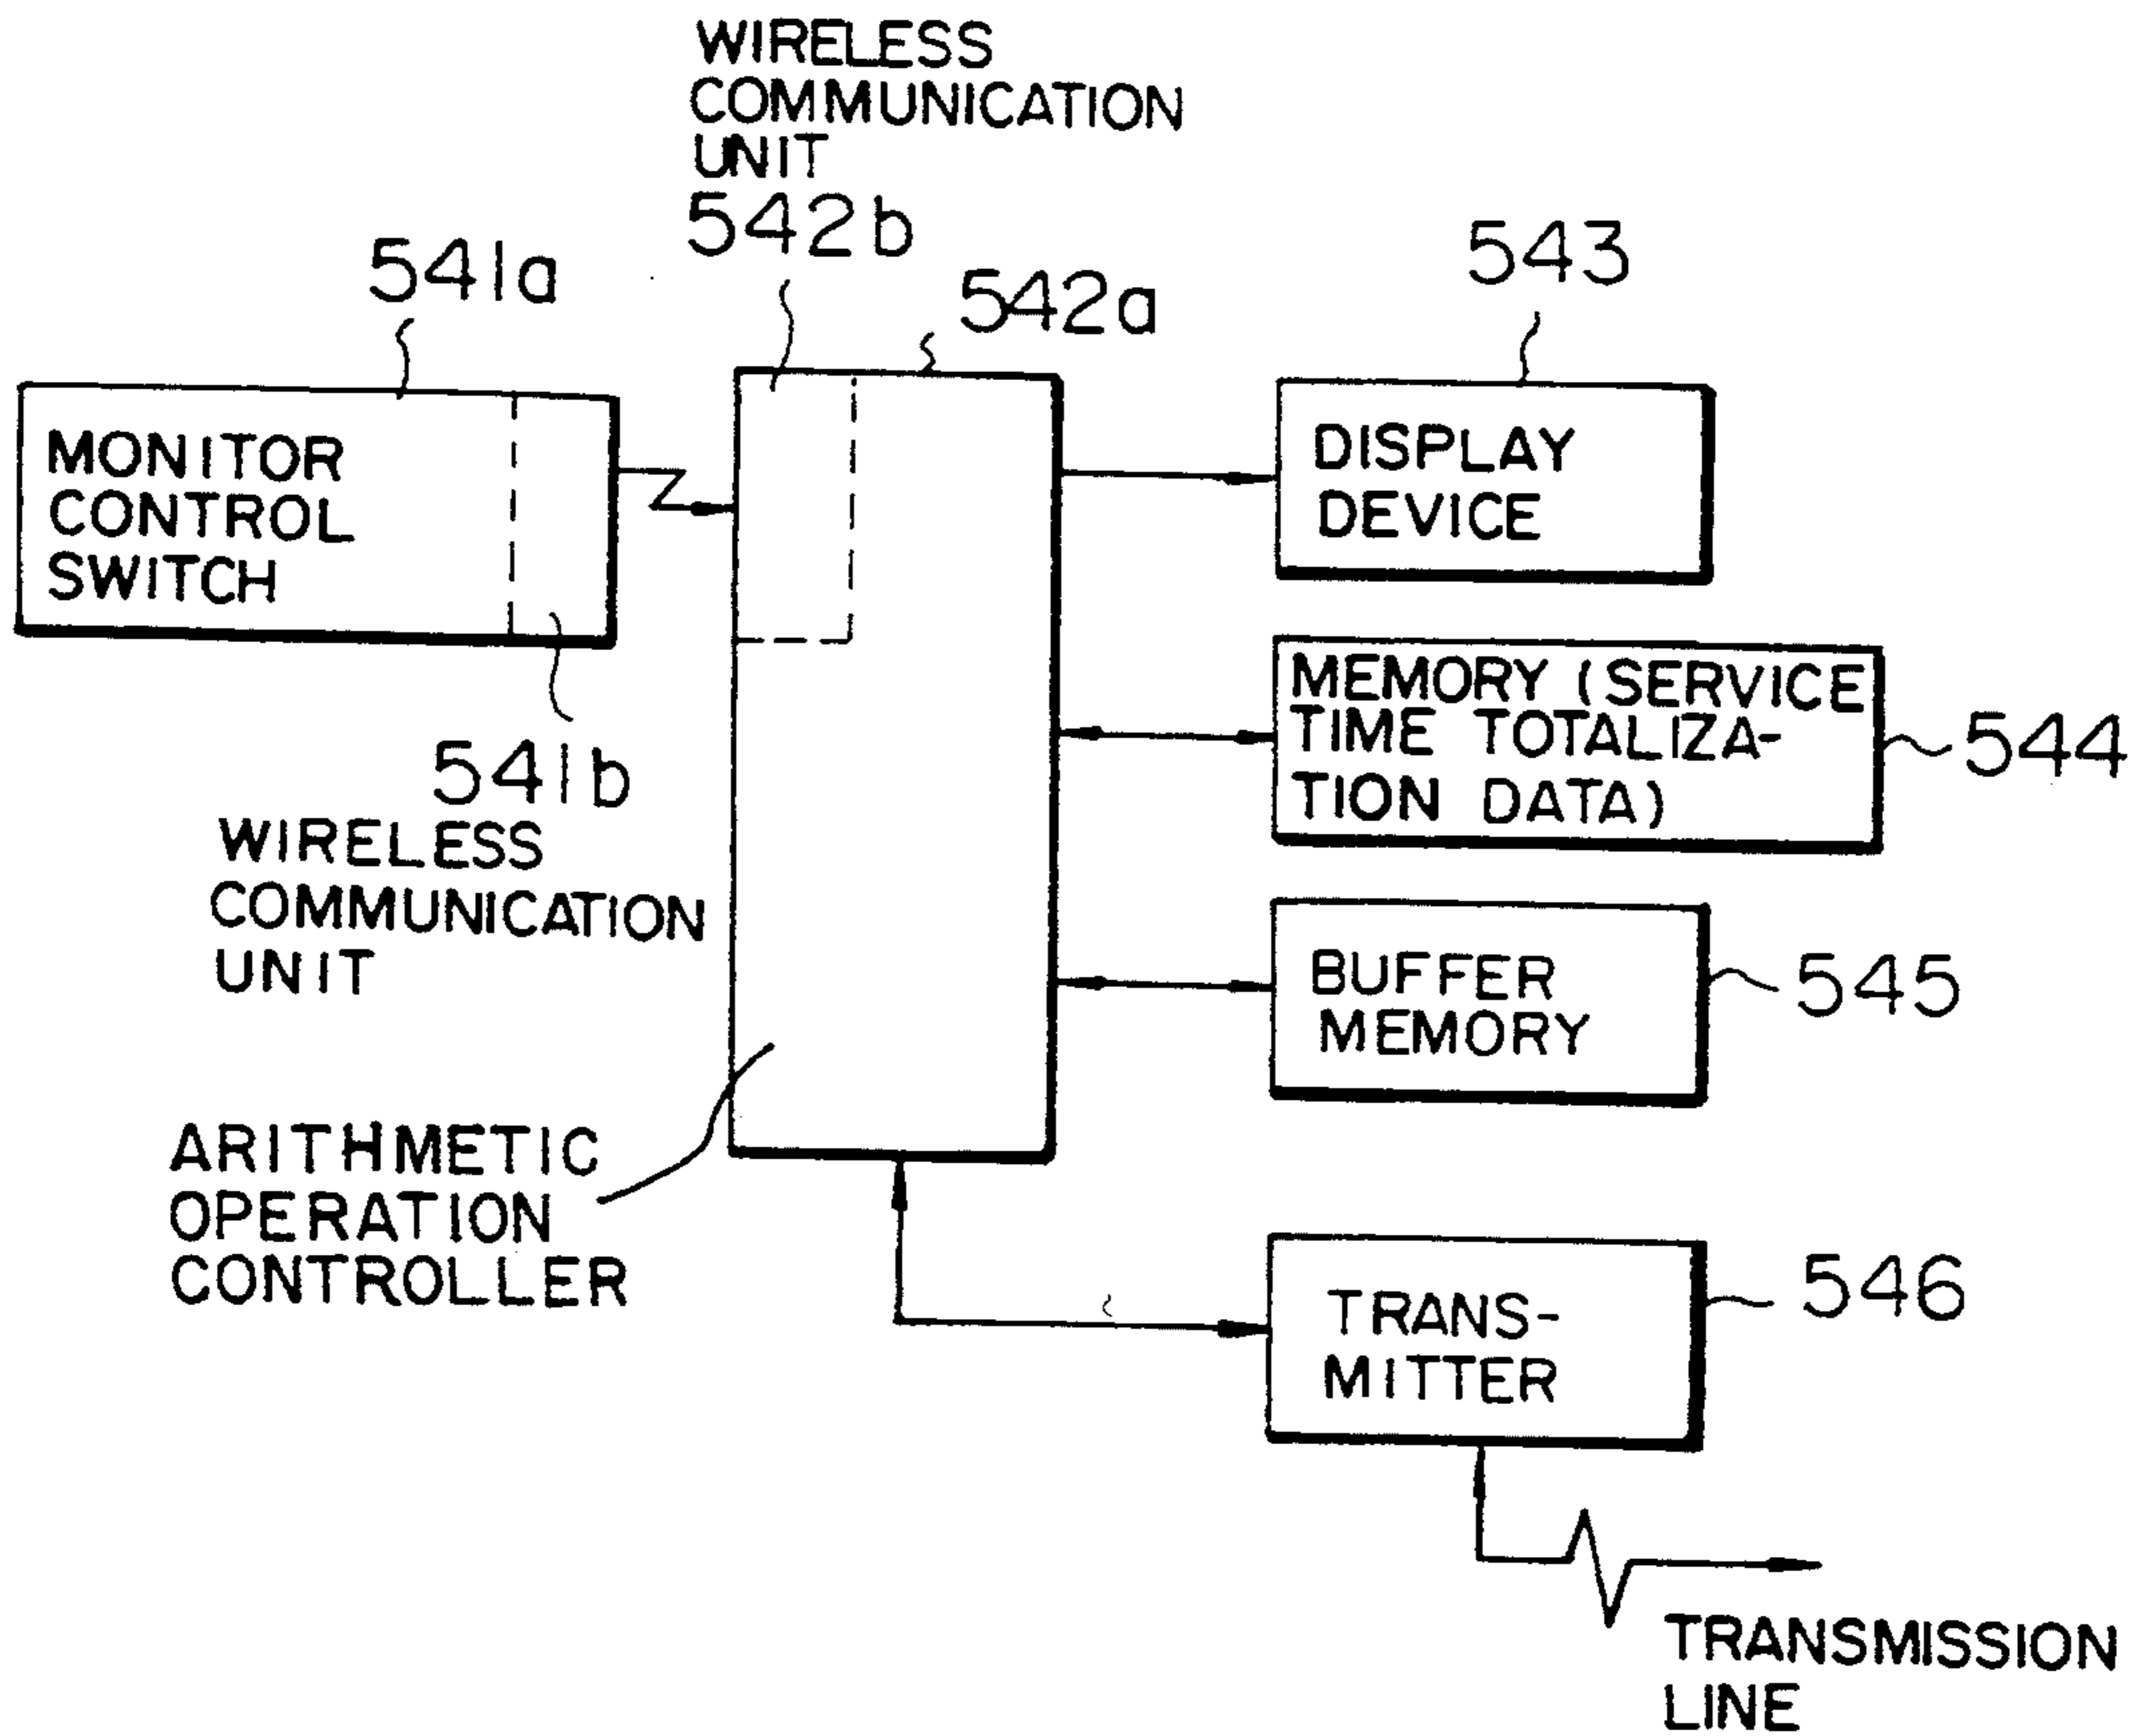 WIRELESS
COMMUNICATION
UNIT
542b
541a
542a
543
MONITOR
CONTROL
SWITCH
DISPLAY
DEVICE
MEMORY (SERVICE
TIME TOTALIZA-
TION DATA)
544
541b
WIRELESS
COMMUNICATION
UNIT
BUFFER
MEMORY
545
ARITHMETIC
OPERATION
CONTROLLER
TRANS-
MITTER
546
TRANSMISSION
LINE